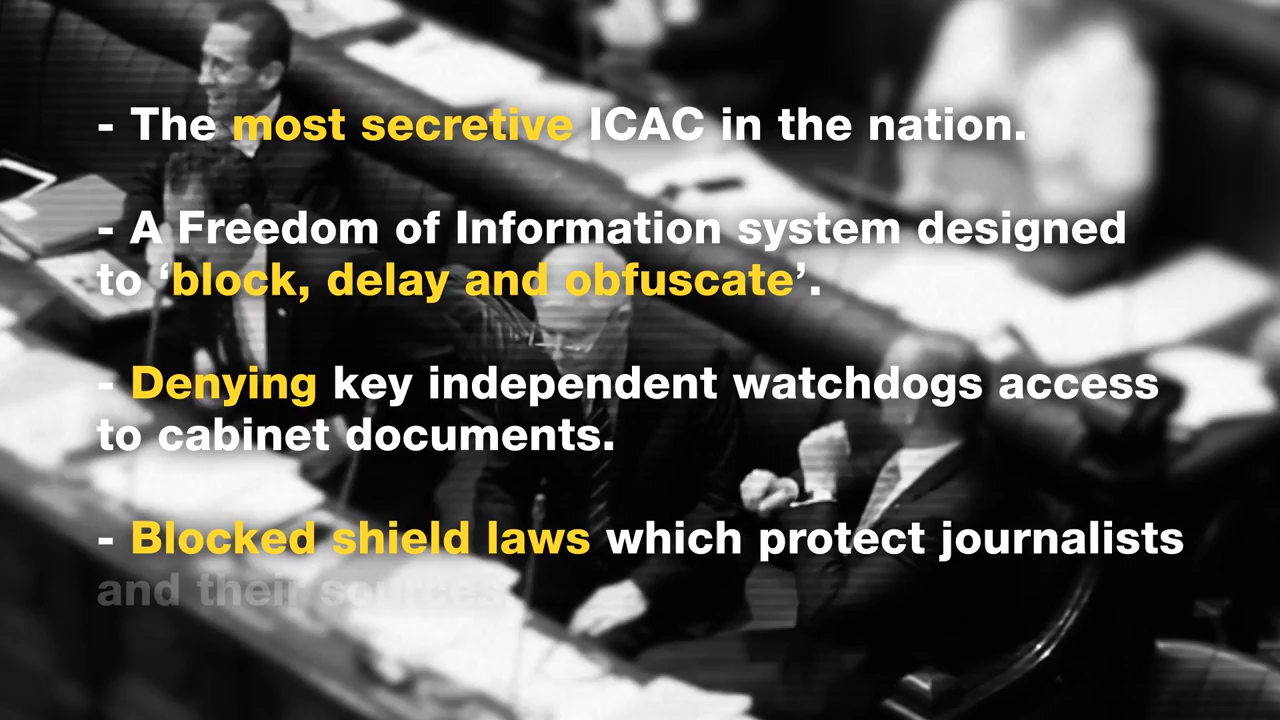 - The most secretive ICAC in the nation.
- A Freedom of Information system designed
to ‘block, delay and obfuscate’.
- Denying key independent watchdogs access
to cabinet documents.
- Blocked shield laws which protect journalists
and their sources.